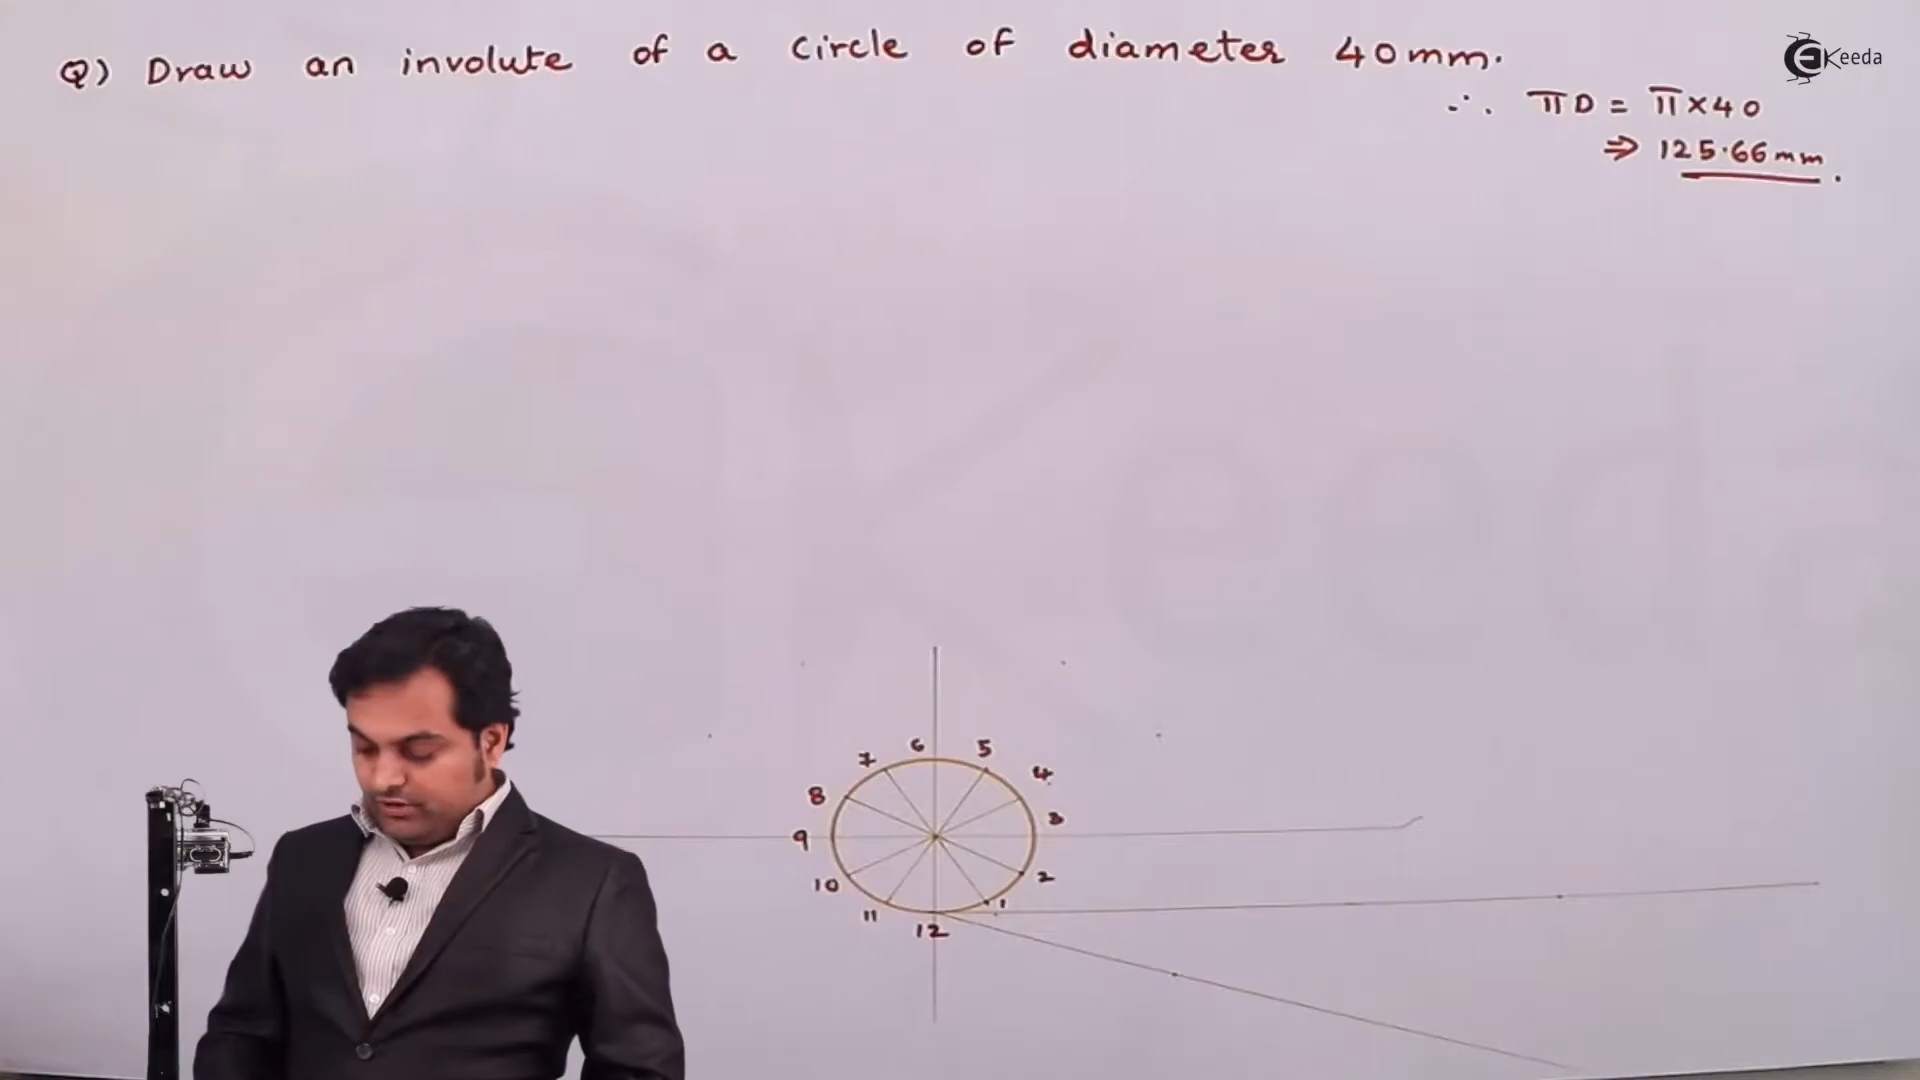 Q) Draw an involute of a circle of diameter 40mm.
EKeeda
∴ πD = π×40
⇒ 125.66mm.
6 5
7 4
8
9 3
10 2
11 1
12
Keeda